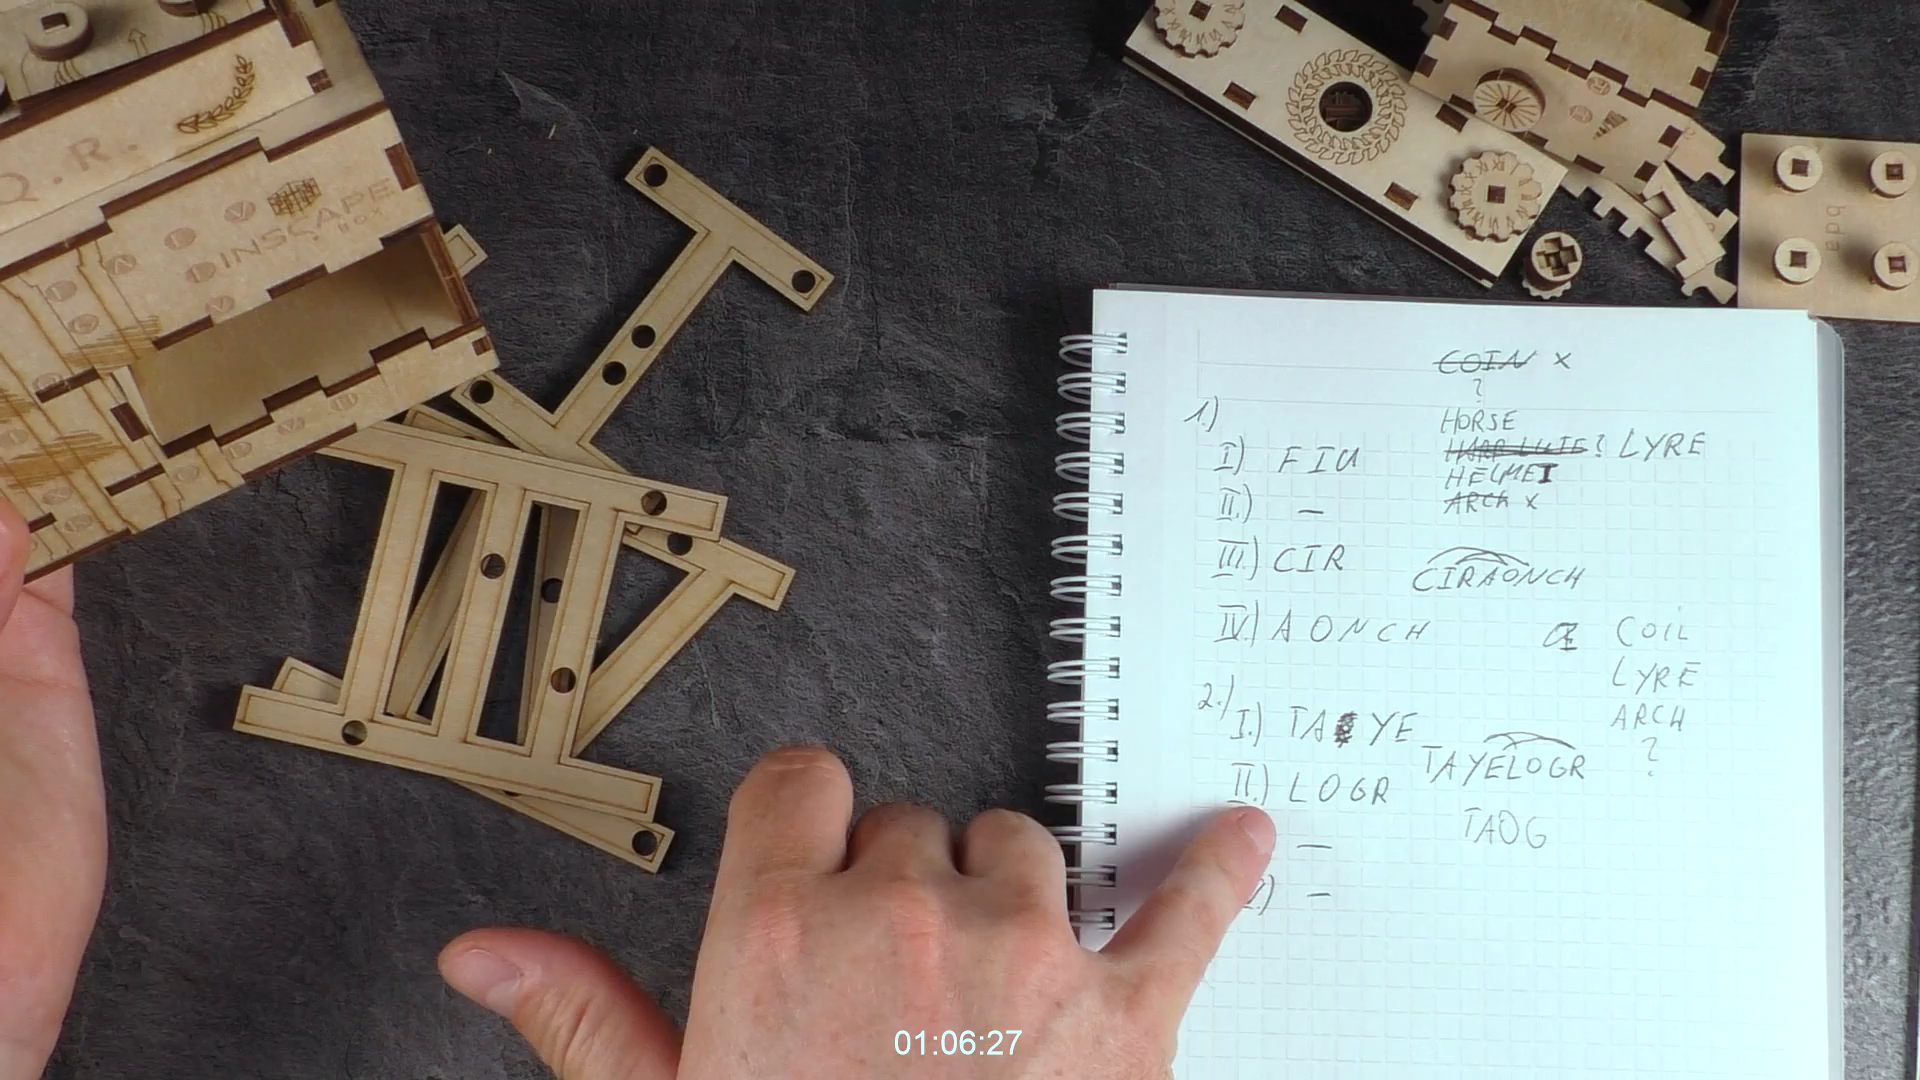 Q.R.
INSCAPE
BOX
COIN x
?
1.)
HORSE
I) FIU
? LYRE
HELMET
II.) –
ARCH x
III.) CIR
CIRAONCH
IV.) AONCH
COIL
LYRE
ARCH
?
2.)
I.) TA YE
TAYELOGR
II.) LOGR
TAOG
–
) –
01:06:27